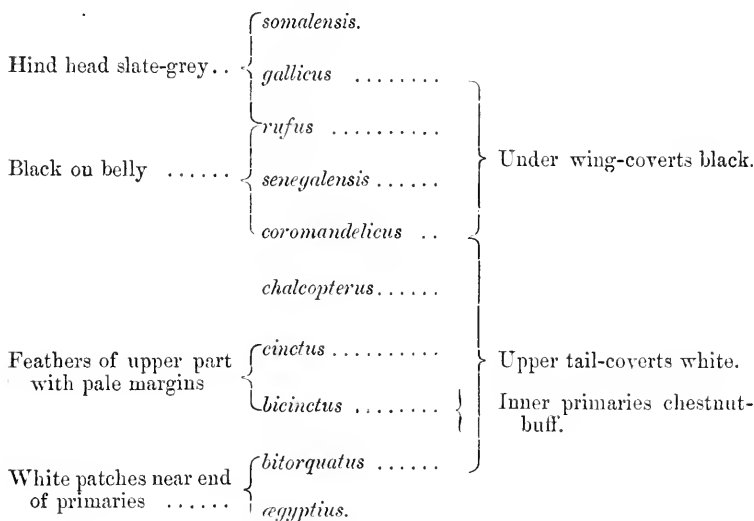 somalensis.
Hind head slate-grey..
gallicus ........
rufus ..........
Under wing-coverts black.
Black on belly ......
senegalensis ......
coromandelicus ..
chalcopterus ......
Feathers of upper part
with pale margins
cinctus ..........
Upper tail-coverts white.
bicinctus ........
Inner primaries chestnut-
buff.
White patches near end
of primaries ......
bitorquatus ......
ægyptius.